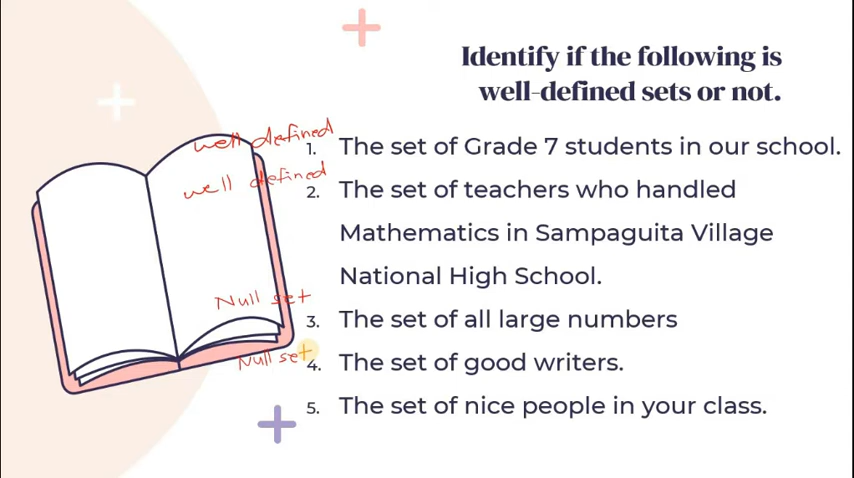 Identify if the following is
well-defined sets or not.
well defined
1. The set of Grade 7 students in our school.
well defined
2. The set of teachers who handled
Mathematics in Sampaguita Village
National High School.
Null set
3. The set of all large numbers
Null set
4. The set of good writers.
5. The set of nice people in your class.